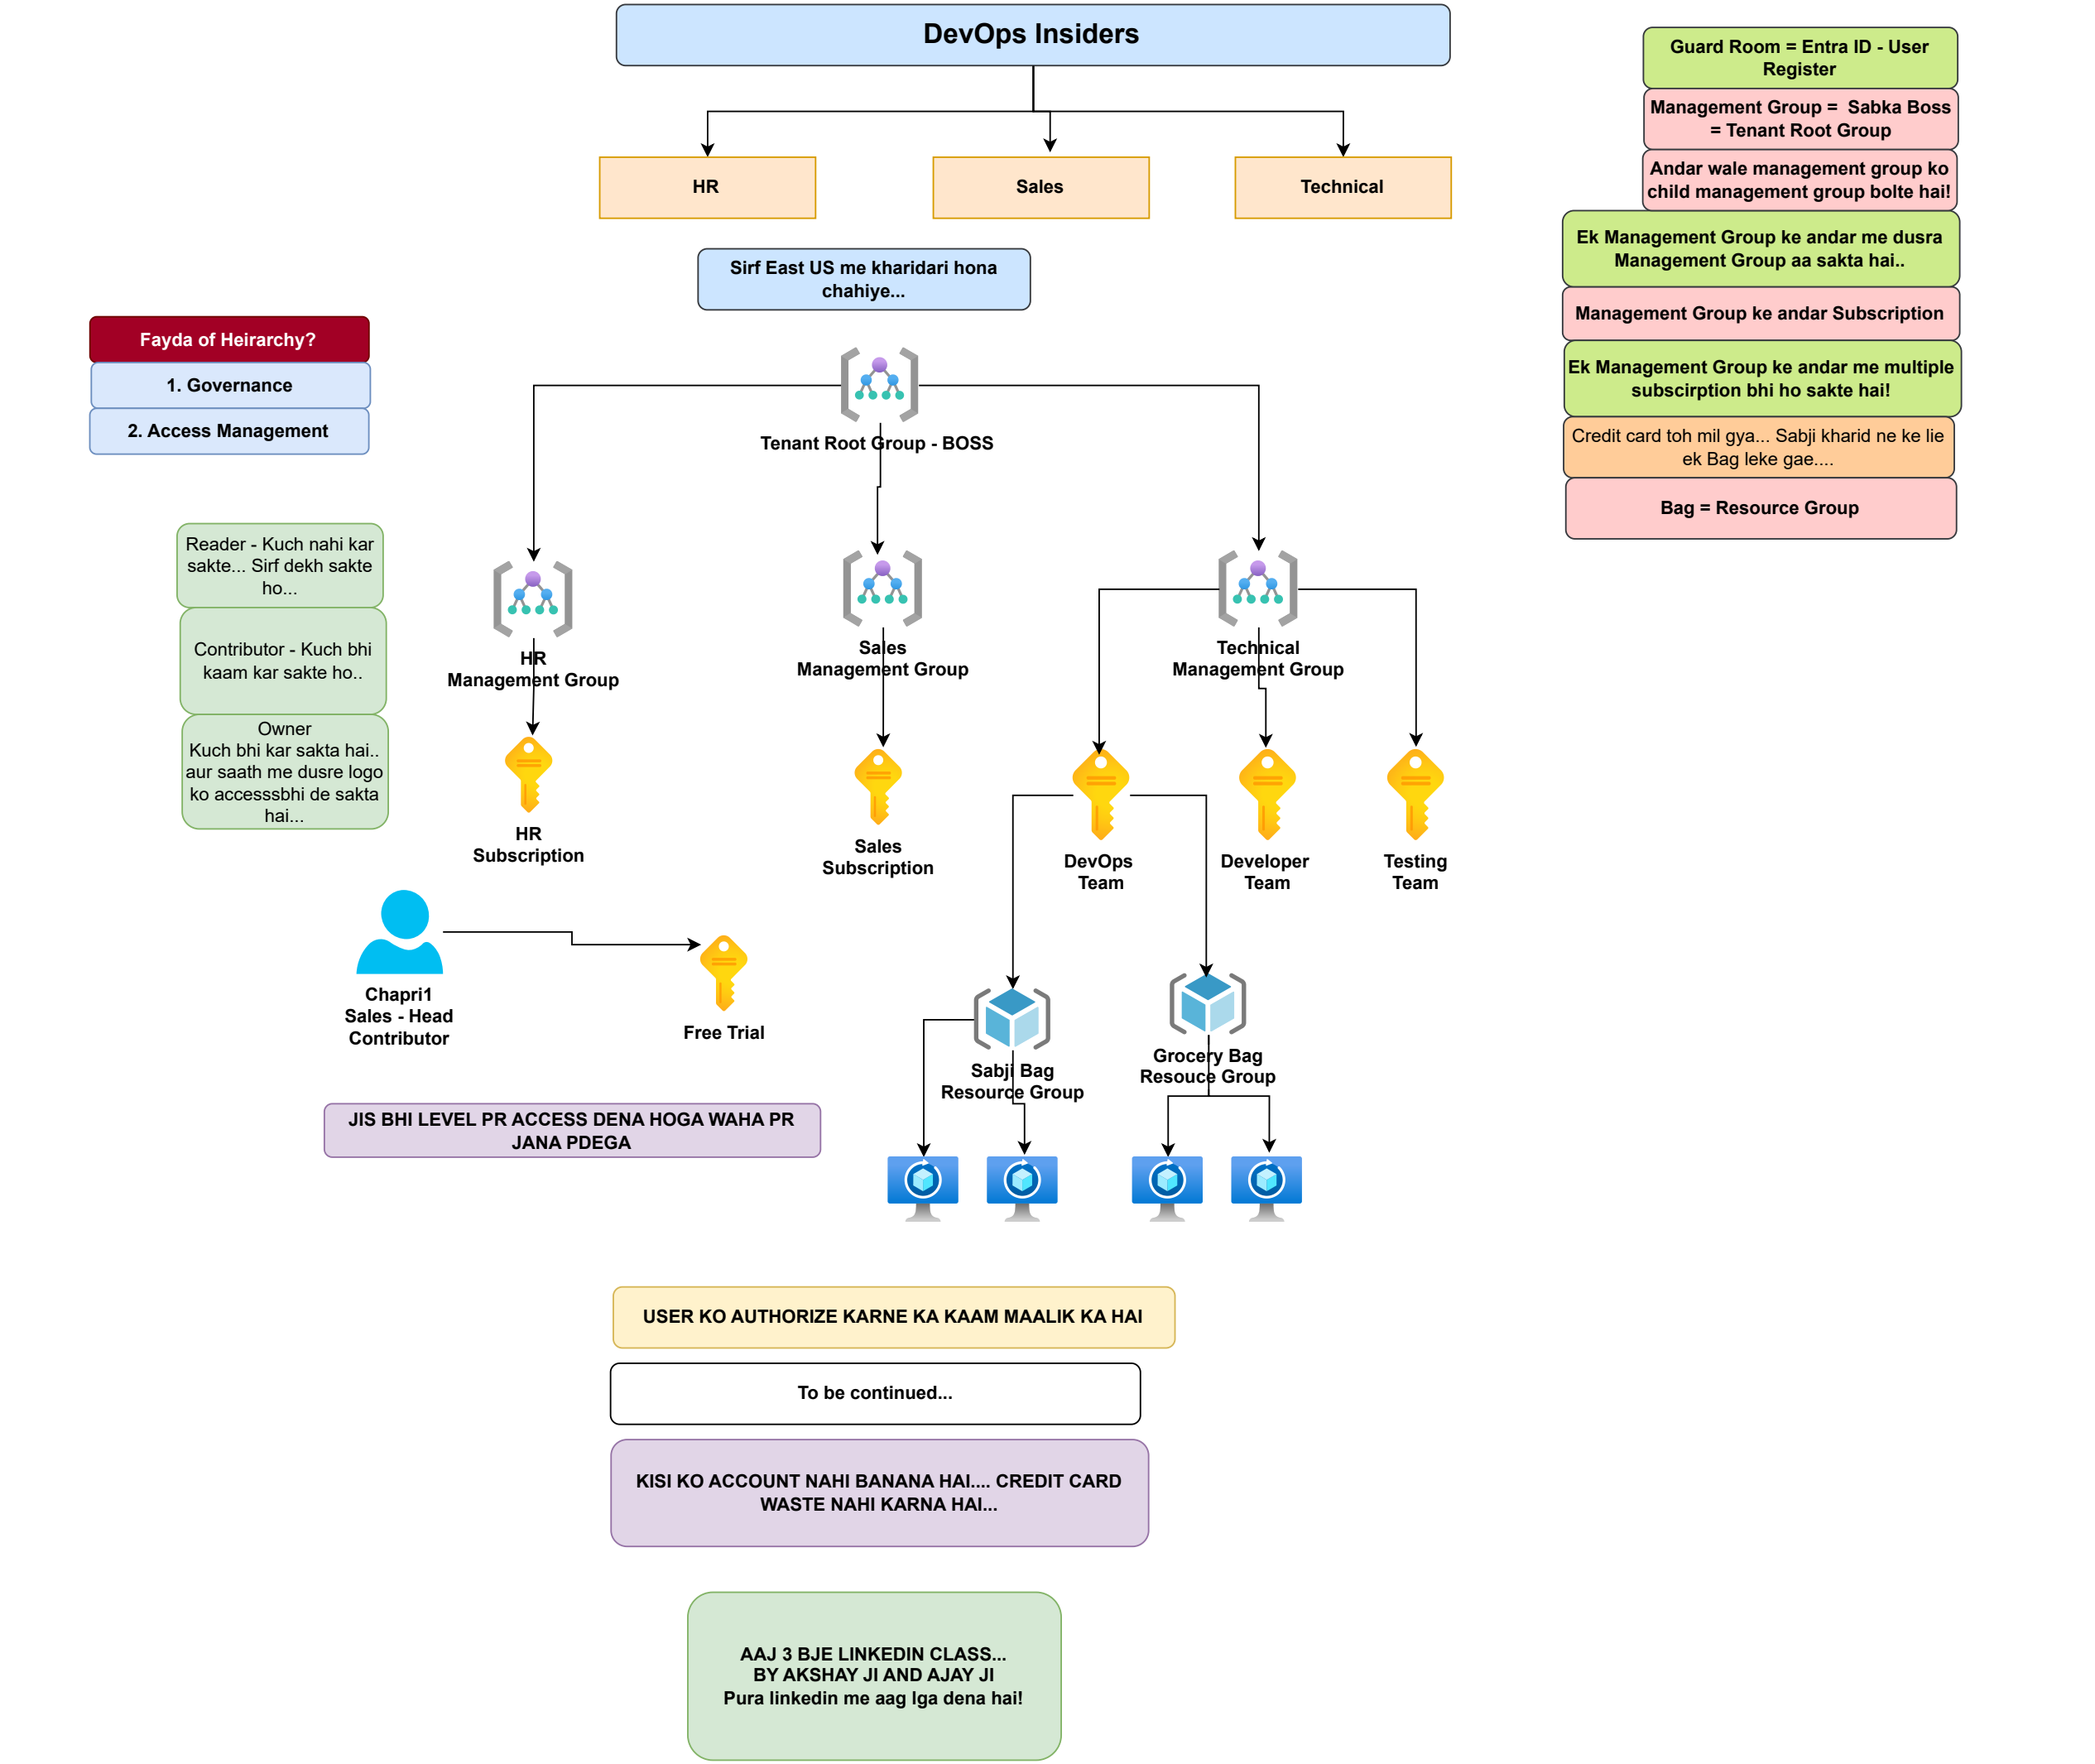 DevOps Insiders
HR
Sales
Technical
Sirf East US me kharidari hona
chahiye...
Guard Room = Entra ID - User
Register
Management Group =  Sabka Boss
= Tenant Root Group
Andar wale management group ko
child management group bolte hai!
Ek Management Group ke andar me dusra
Management Group aa sakta hai..
Management Group ke andar Subscription
Ek Management Group ke andar me multiple
subscirption bhi ho sakte hai!
Credit card toh mil gya... Sabji kharid ne ke lie
ek Bag leke gae....
Bag = Resource Group
Fayda of Heirarchy?
1. Governance
2. Access Management
Tenant Root Group - BOSS
Reader - Kuch nahi kar
sakte... Sirf dekh sakte
ho...
Contributor - Kuch bhi
kaam kar sakte ho..
Owner
Kuch bhi kar sakta hai..
aur saath me dusre logo
ko accesssbhi de sakta
hai...
HR
Management Group
Sales
Management Group
Technical
Management Group
HR
Subscription
Sales
Subscription
DevOps
Team
Developer
Team
Testing
Team
Chapri1
Sales - Head
Contributor
Free Trial
Sabji Bag
Resource Group
Grocery Bag
Resouce Group
JIS BHI LEVEL PR ACCESS DENA HOGA WAHA PR
JANA PDEGA
USER KO AUTHORIZE KARNE KA KAAM MAALIK KA HAI
To be continued...
KISI KO ACCOUNT NAHI BANANA HAI.... CREDIT CARD
WASTE NAHI KARNA HAI...
AAJ 3 BJE LINKEDIN CLASS...
BY AKSHAY JI AND AJAY JI
Pura linkedin me aag lga dena hai!